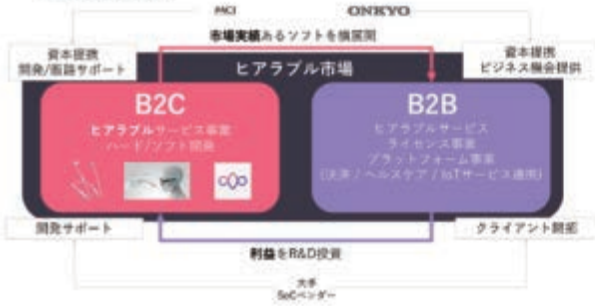 MCI
ONKYO
市場実績あるソフトを横展開
資本提携
開発/販路サポート
ヒアラブル市場
資本提携
ビジネス機会提供
B2C
ヒアラブルサービス事業
ハード/ソフト開発
B2B
ヒアラブルサービス
ライセンス事業
プラットフォーム事業
(決済 / ヘルスケア / IoTサービス適用)
開発サポート
クライアント開拓
利益をR&D投資
大手
SoCベンダー